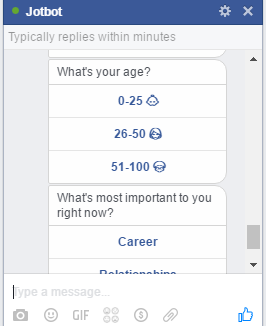 Jotbot
Typically replies within minutes
What's your age?
0-25
26-50
51-100
What's most important to you
right now?
Career
Relationships
Type a message...
GIF